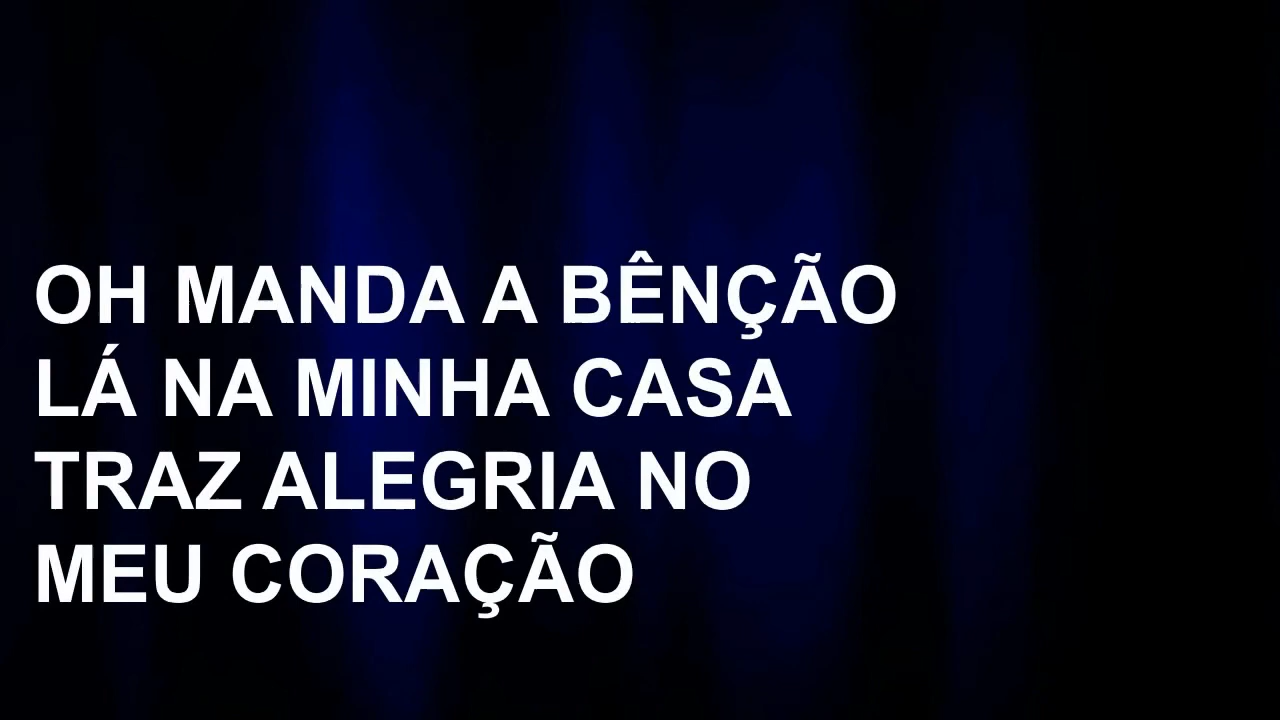 OH MANDA A BÊNÇÃO
LÁ NA MINHA CASA
TRAZ ALEGRIA NO
MEU CORAÇÃO